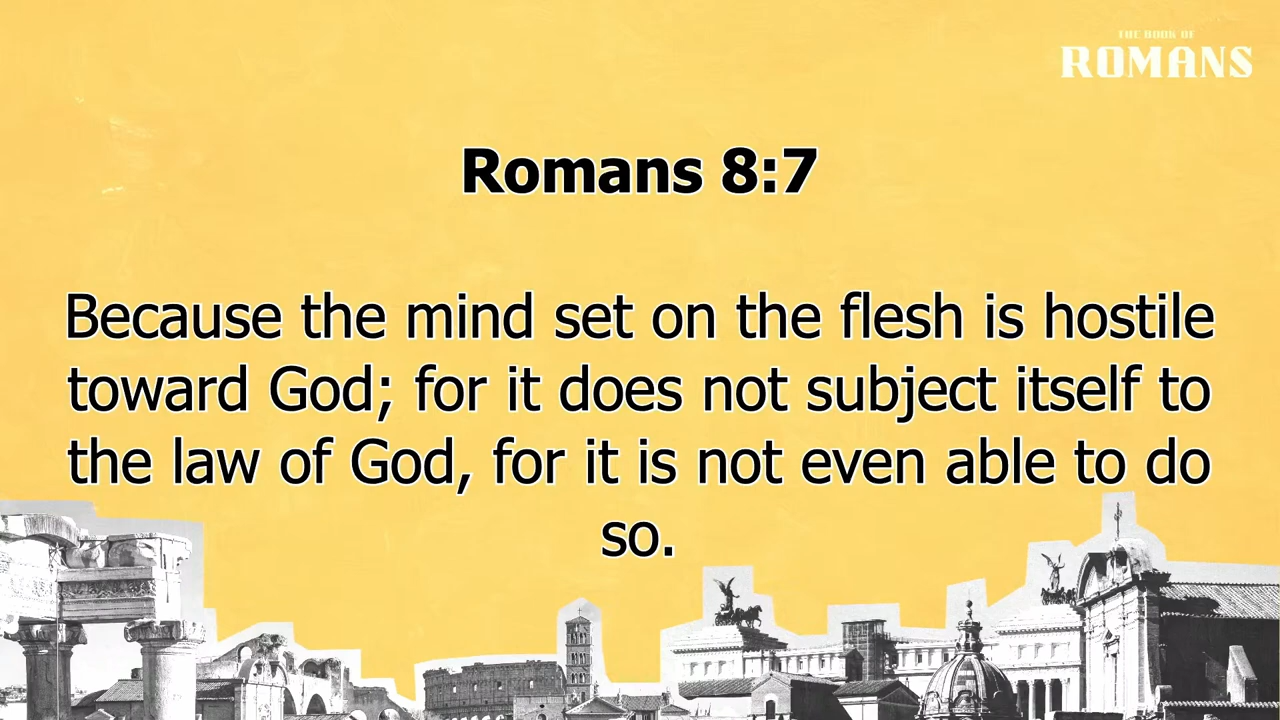 THE BOOK OF
ROMANS
Romans 8:7
Because the mind set on the flesh is hostile
toward God; for it does not subject itself to
the law of God, for it is not even able to do
so.